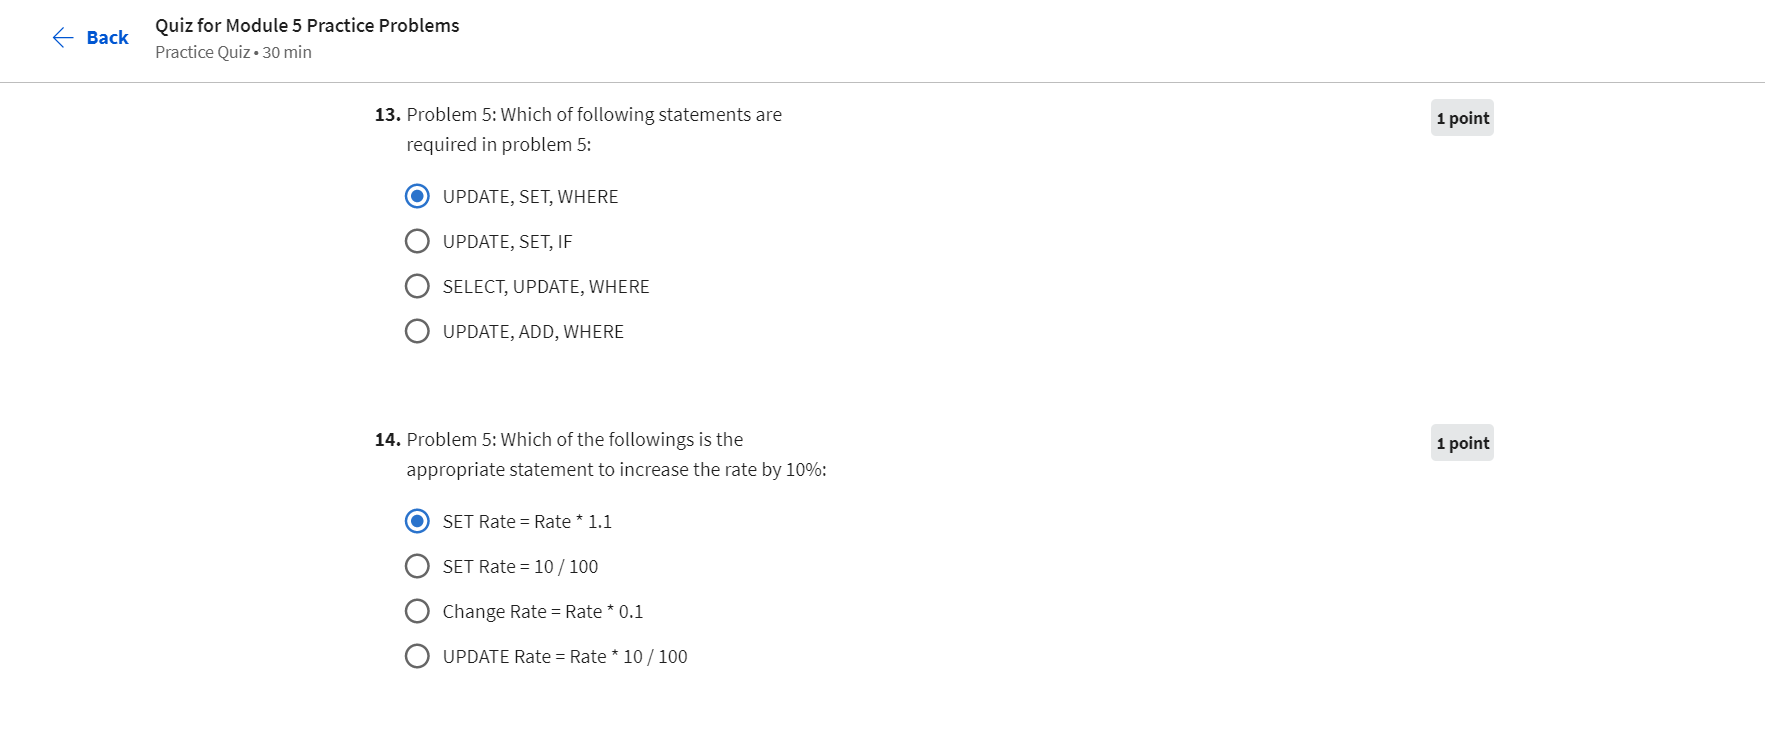 Back
Quiz for Module 5 Practice Problems
Practice Quiz • 30 min
13. Problem 5: Which of following statements are
required in problem 5:
1 point
UPDATE, SET, WHERE
UPDATE, SET, IF
SELECT, UPDATE, WHERE
UPDATE, ADD, WHERE
14. Problem 5: Which of the followings is the
appropriate statement to increase the rate by 10%:
1 point
SET Rate = Rate * 1.1
SET Rate = 10 / 100
Change Rate = Rate * 0.1
UPDATE Rate = Rate * 10 / 100